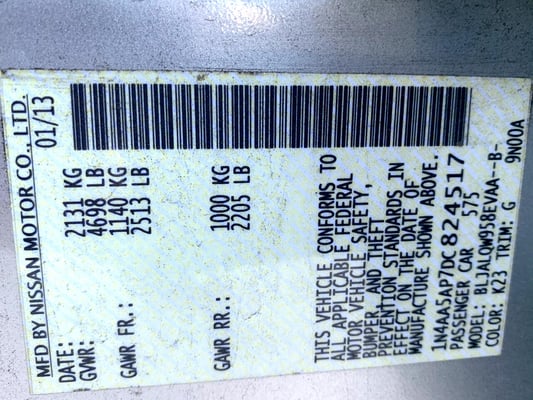 MFD BY NISSAN MOTOR CO., LTD.
DATE: 01/13
GVWR: 2131 KG
4698 LB
GAWR FR.: 1140 KG
2513 LB
GAWR RR.: 1000 KG
2205 LB
THIS VEHICLE CONFORMS TO
ALL APPLICABLE FEDERAL
MOTOR VEHICLE SAFETY,
BUMPER, AND THEFT
PREVENTION STANDARDS IN
EFFECT ON THE DATE OF
MANUFACTURE SHOWN ABOVE.
1N4AA5AP7DC824517
PASSENGER CAR 575
MODEL: BLJALQW958EVAA--B-
COLOR: K23 TRIM: G 9N00A